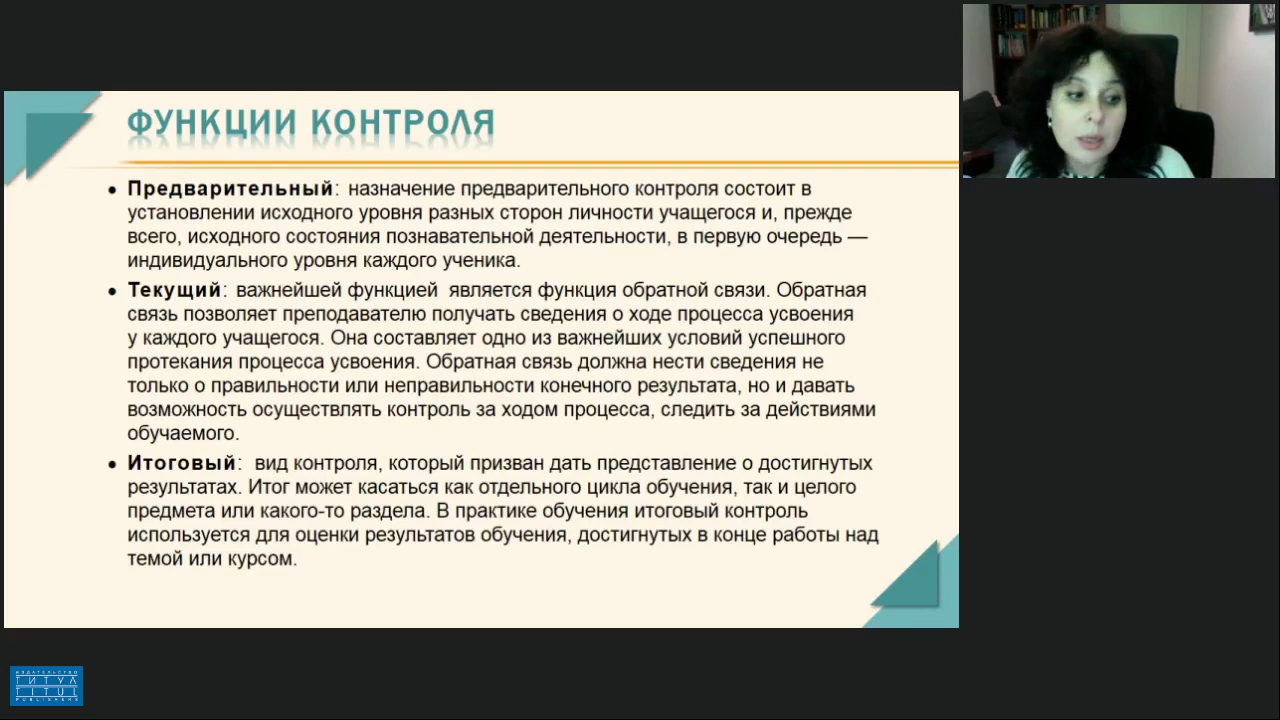 ФУНКЦИИ КОНТРОЛЯ
• Предварительный: назначение предварительного контроля состоит в
установлении исходного уровня разных сторон личности учащегося и, прежде
всего, исходного состояния познавательной деятельности, в первую очередь —
индивидуального уровня каждого ученика.
• Текущий: важнейшей функцией является функция обратной связи. Обратная
связь позволяет преподавателю получать сведения о ходе процесса усвоения
у каждого учащегося. Она составляет одно из важнейших условий успешного
протекания процесса усвоения. Обратная связь должна нести сведения не
только о правильности или неправильности конечного результата, но и давать
возможность осуществлять контроль за ходом процесса, следить за действиями
обучаемого.
• Итоговый: вид контроля, который призван дать представление о достигнутых
результатах. Итог может касаться как отдельного цикла обучения, так и целого
предмета или какого-то раздела. В практике обучения итоговый контроль
используется для оценки результатов обучения, достигнутых в конце работы над
темой или курсом.
ИЗДАТЕЛЬСТВО
ТИТУЛ
TITUL
PUBLISHERS